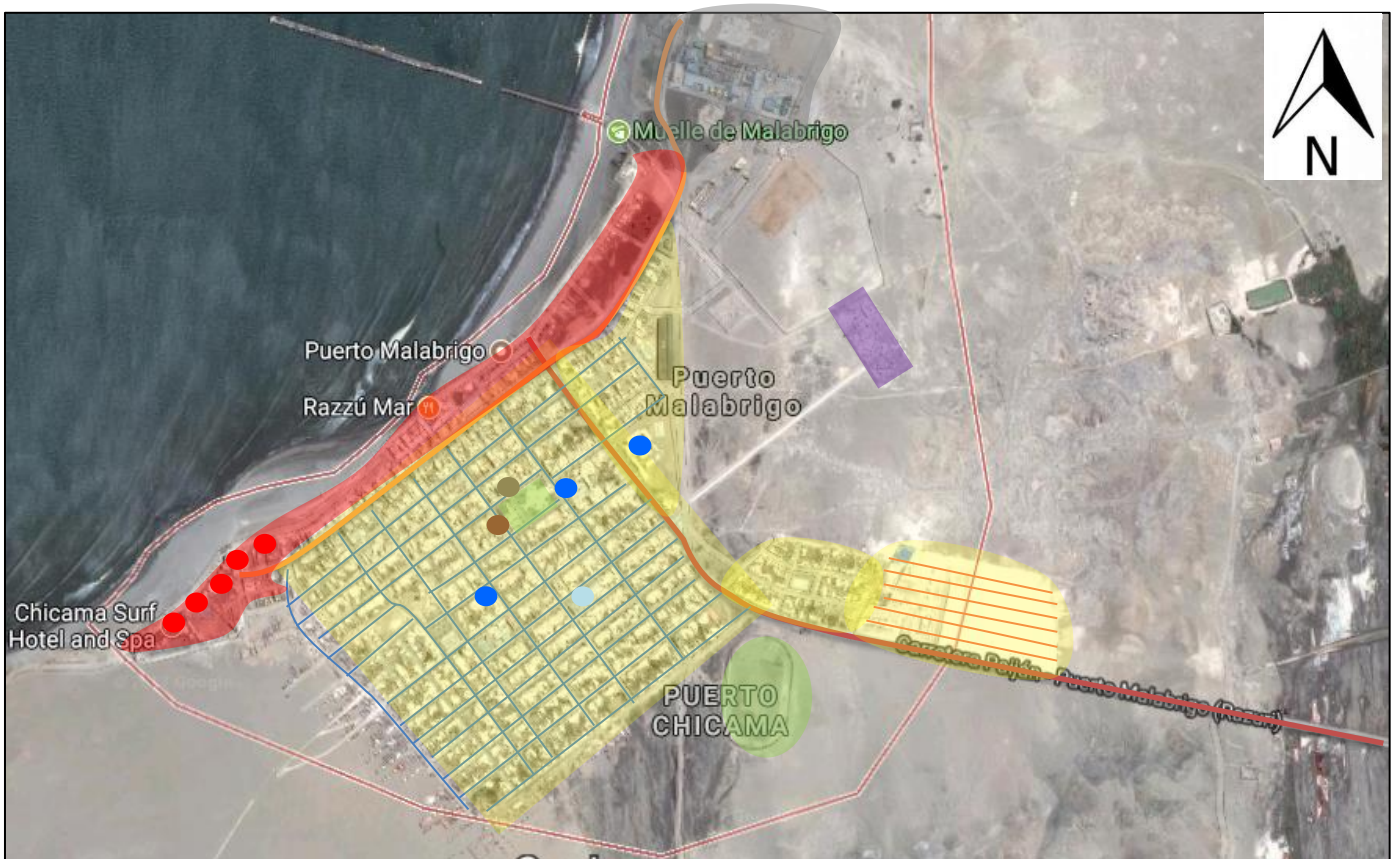 N
Muelle de Malabrigo
Puerto Malabrigo
Puerto
Malabrigo
Razzú Mar
Chicama Surf
Hotel and Spa
Carretera Paiján - Puerto Malabrigo (Razuri)
PUERTO
CHICAMA